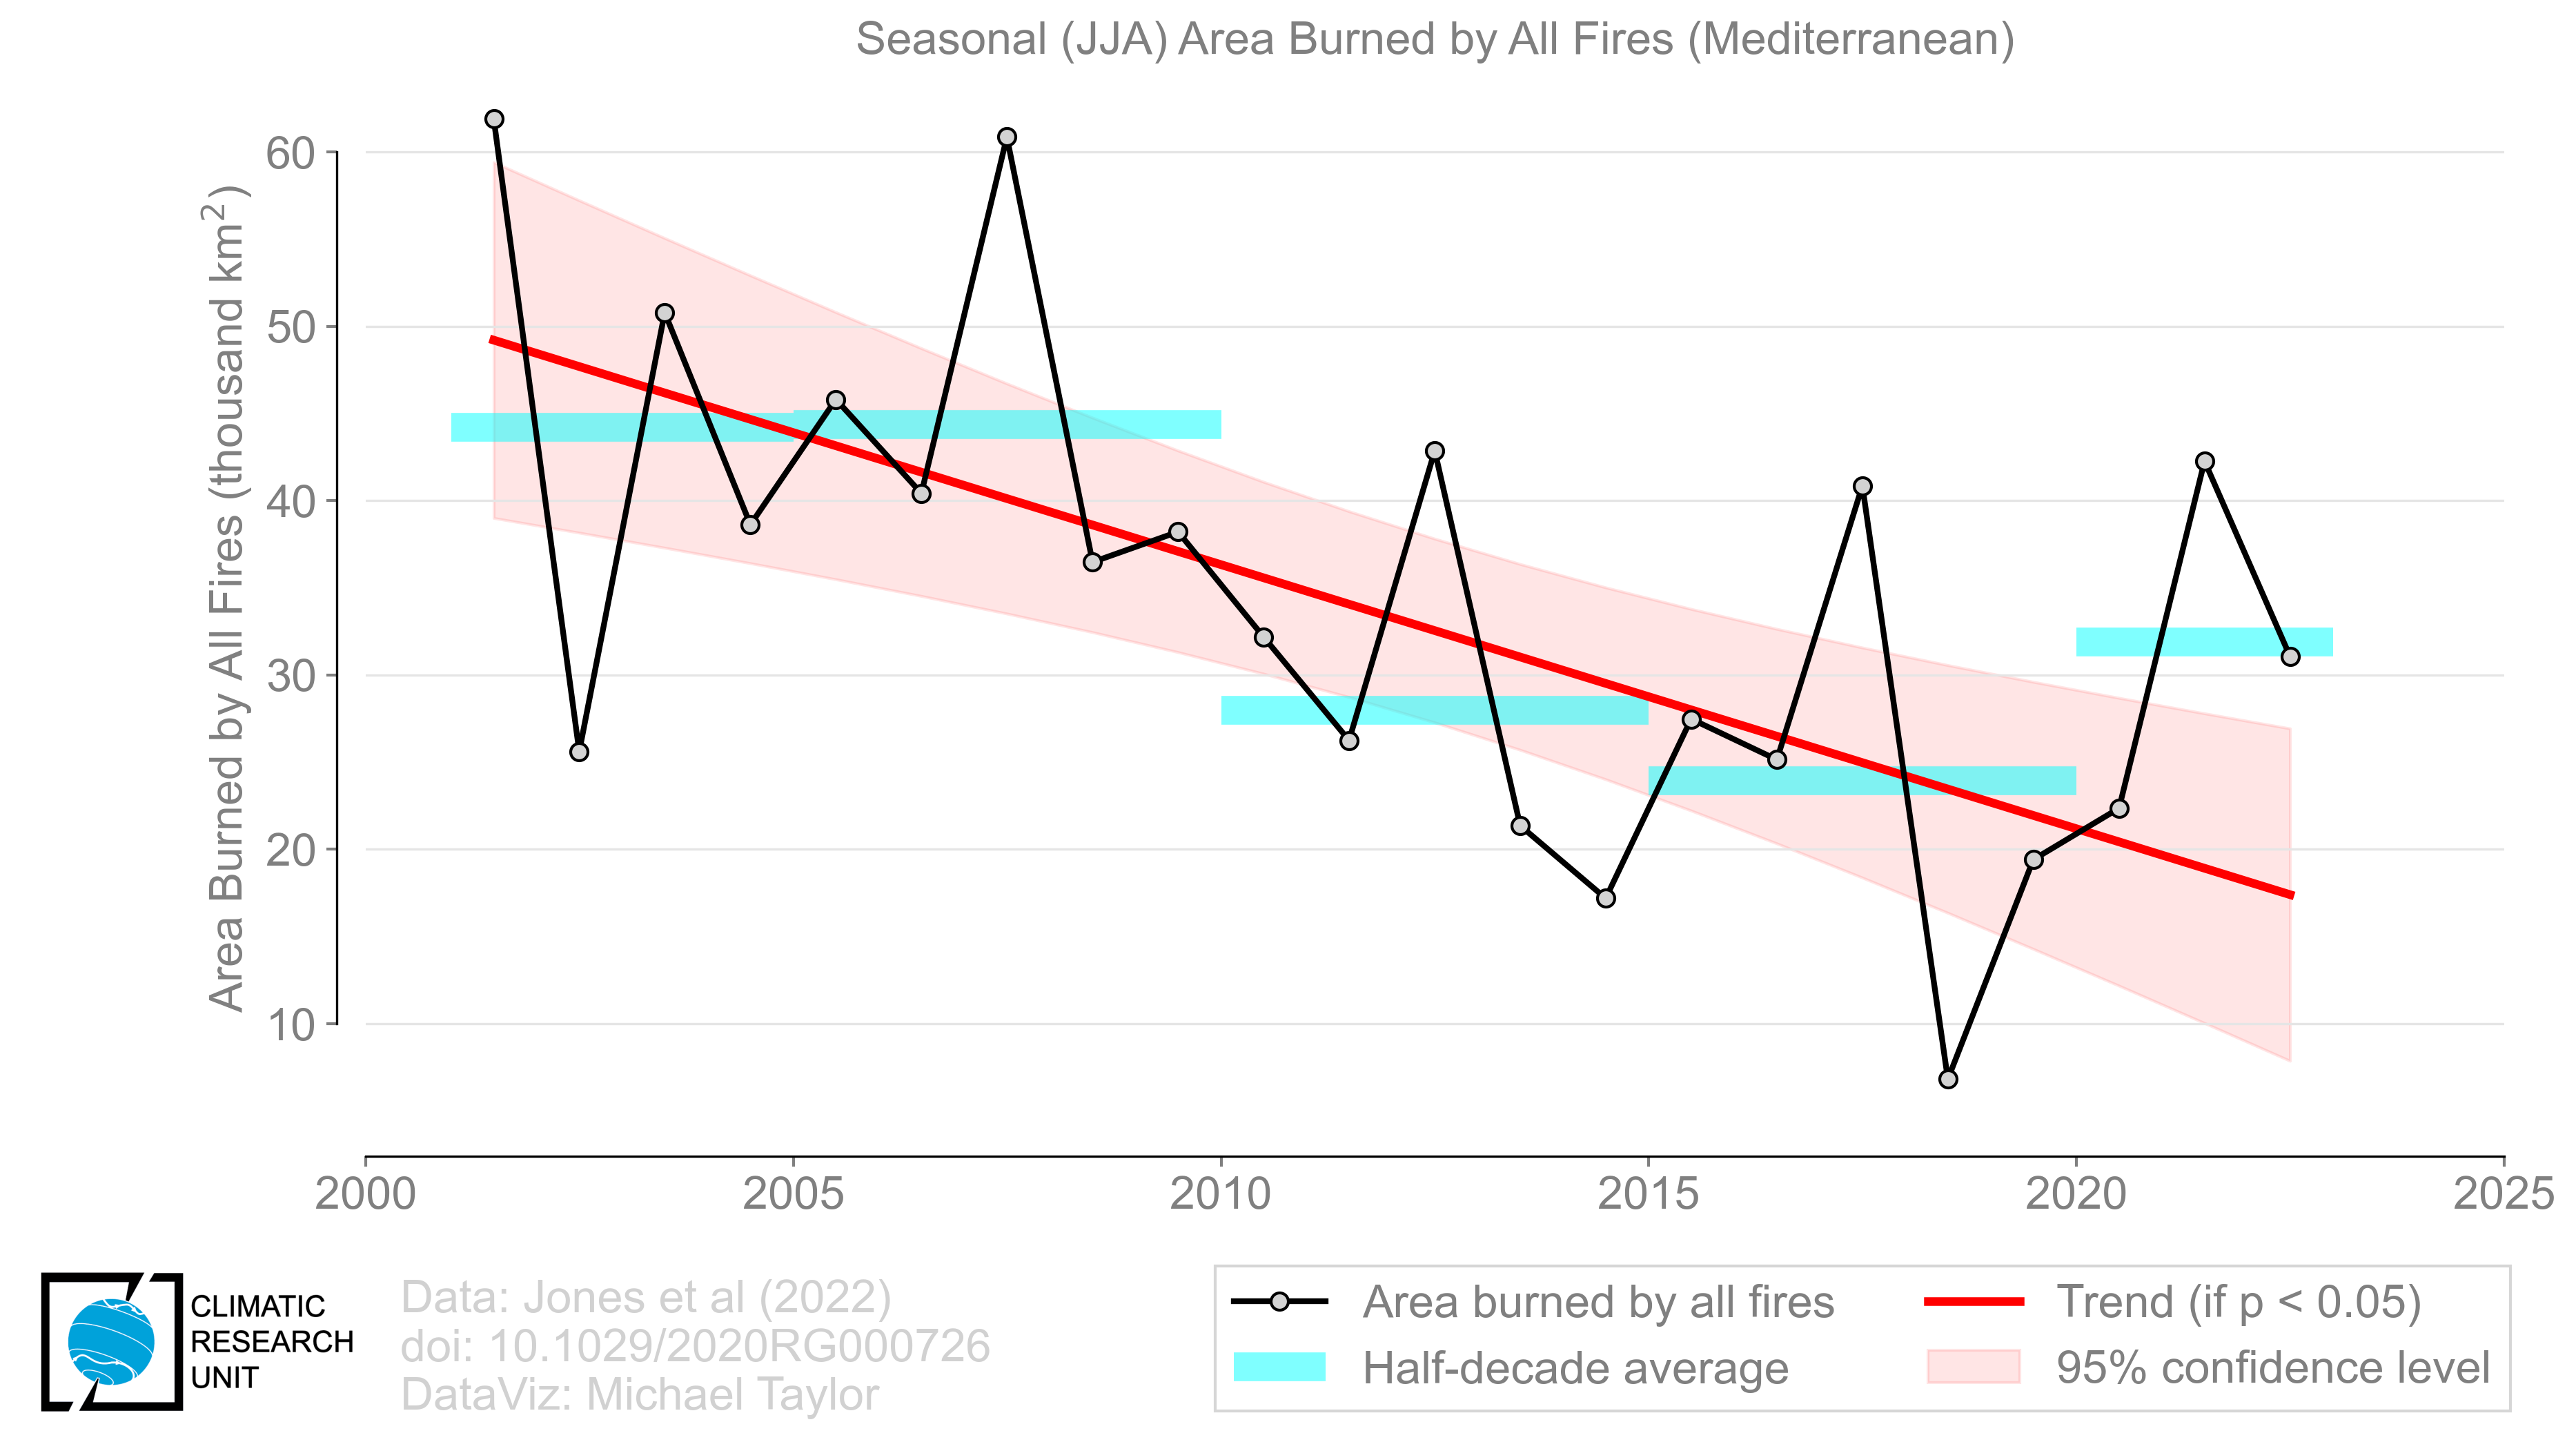 Seasonal (JJA) Area Burned by All Fires (Mediterranean)
Area Burned by All Fires (thousand km²)
60
50
40
30
20
10
2000
2005
2010
2015
2020
2025
CLIMATIC
RESEARCH
UNIT
Data: Jones et al (2022)
doi: 10.1029/2020RG000726
DataViz: Michael Taylor
Area burned by all fires
Half-decade average
Trend (if p < 0.05)
95% confidence level